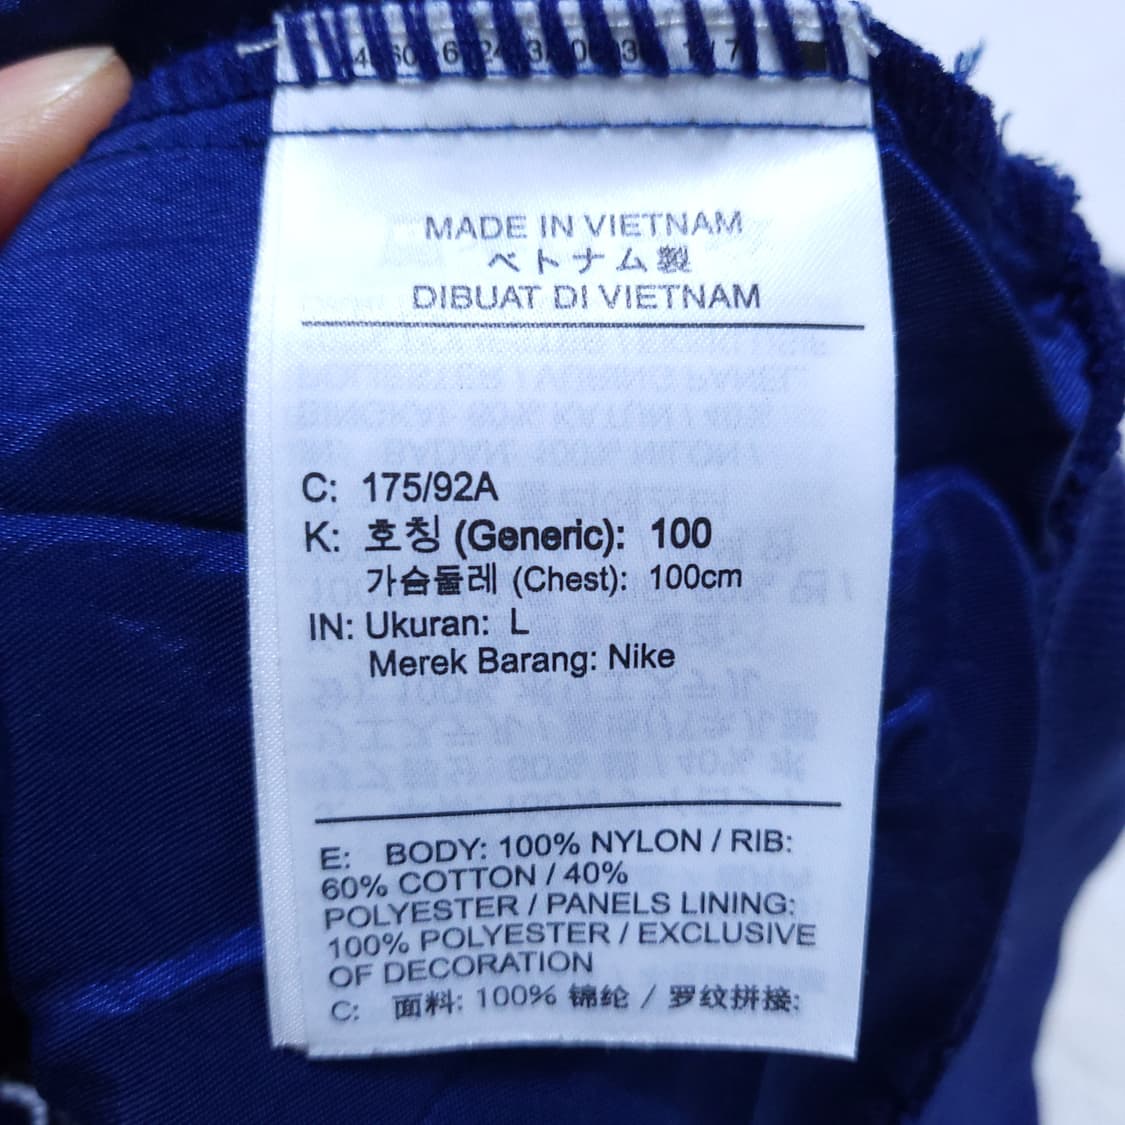 MADE IN VIETNAM
ベトナム製
DIBUAT DI VIETNAM
C: 175/92A
K: 호칭 (Generic): 100
가슴둘레 (Chest): 100cm
IN: Ukuran: L
Merek Barang: Nike
E: BODY: 100% NYLON / RIB:
60% COTTON / 40%
POLYESTER / PANELS LINING:
100% POLYESTER / EXCLUSIVE
OF DECORATION
C: 面料: 100% 锦纶 / 罗纹拼接: